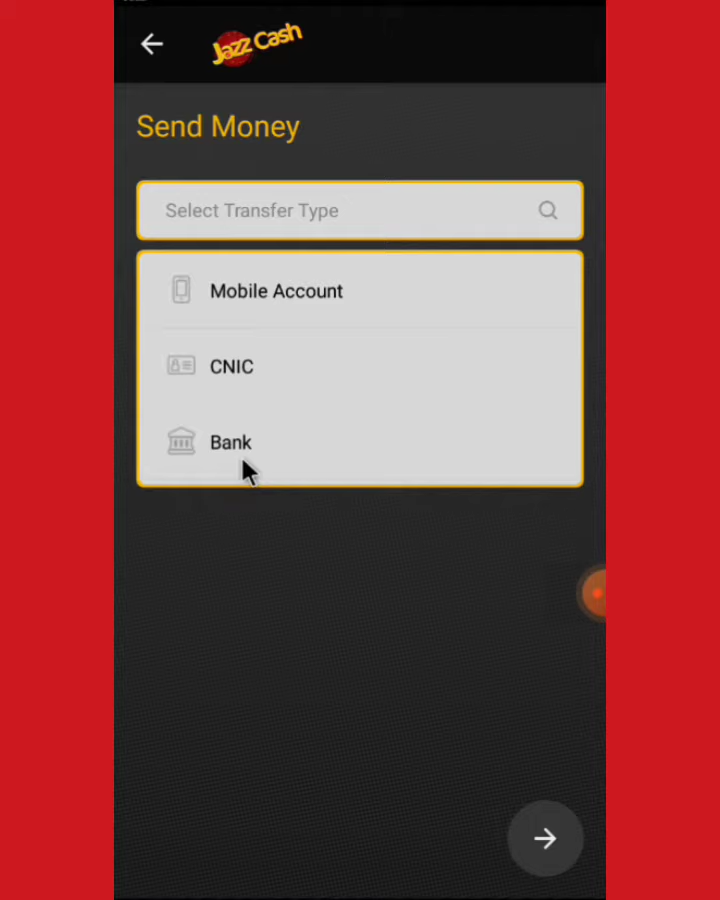 Jazz Cash
Send Money
Select Transfer Type
Mobile Account
CNIC
Bank